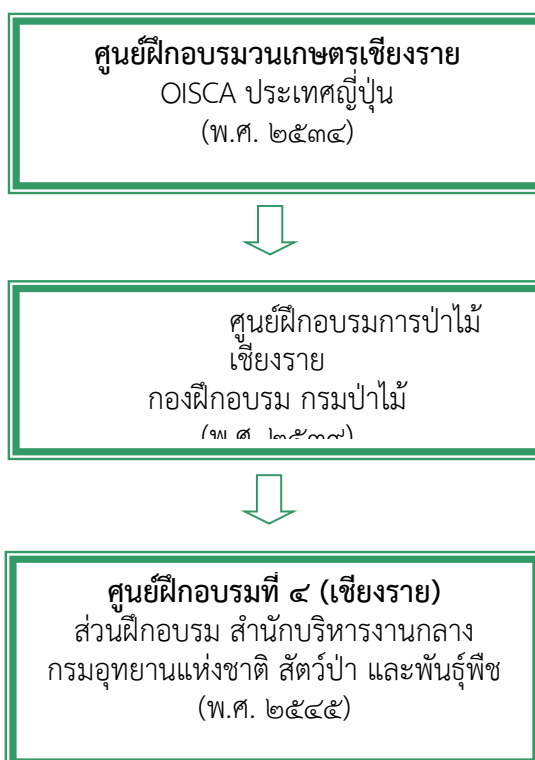 ศูนย์ฝึกอบรมวนเกษตรเชียงราย
OISCA ประเทศญี่ปุ่น
(พ.ศ. ๒๕๓๔)
ศูนย์ฝึกอบรมการป่าไม้
เชียงราย
กองฝึกอบรม กรมป่าไม้
(พ.ศ. ๒๕๓๙)
ศูนย์ฝึกอบรมที่ ๔ (เชียงราย)
ส่วนฝึกอบรม สำนักบริหารงานกลาง
กรมอุทยานแห่งชาติ สัตว์ป่า และพันธุ์พืช
(พ.ศ. ๒๕๔๕)